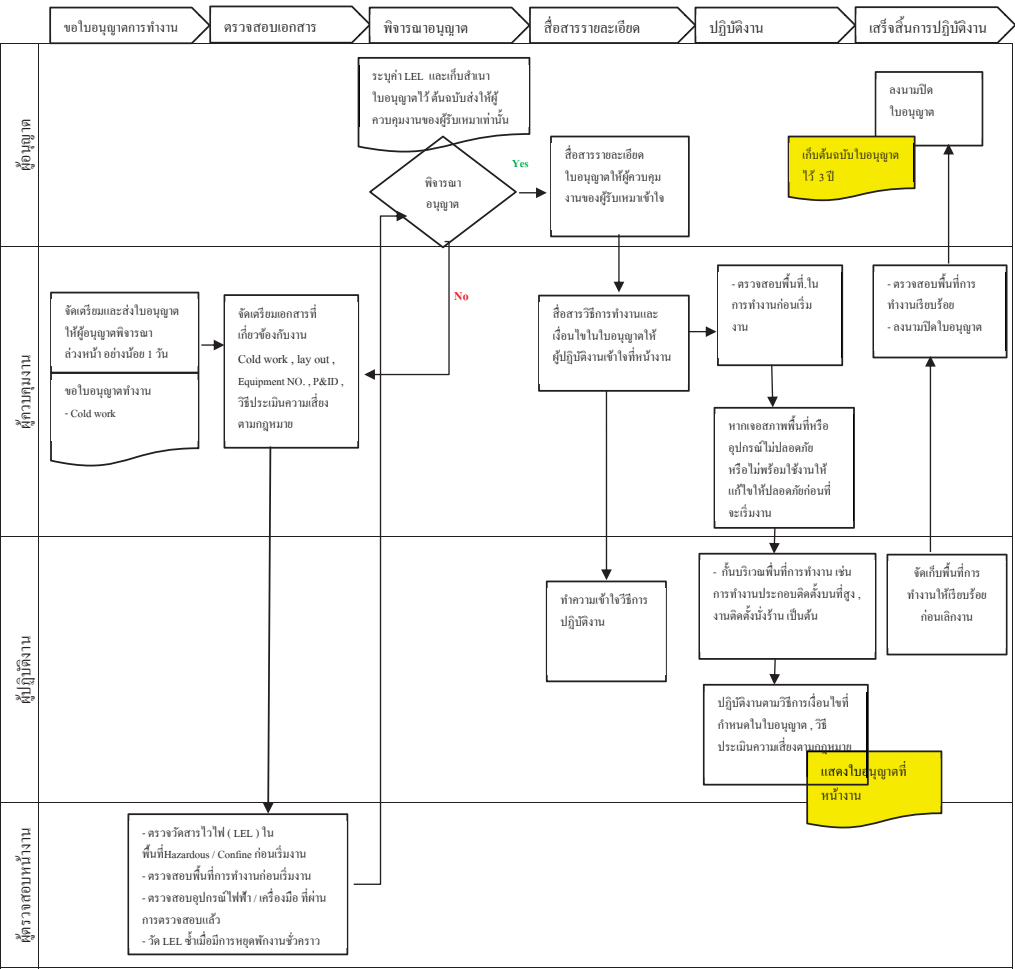 ขอใบอนุญาตการทำงาน
ตรวจสอบเอกสาร
พิจารณาอนุญาต
สื่อสารรายละเอียด
ปฏิบัติงาน
เสร็จสิ้นการปฏิบัติงาน
ผู้อนุญาต
ระบุค่า LEL และเก็บสำเนา
ใบอนุญาตไว้ ต้นฉบับส่งให้ผู้
ควบคุมงานของผู้รับเหมาเท่านั้น
พิจารณา
อนุญาต
Yes
No
สื่อสารรายละเอียด
ใบอนุญาตให้ผู้ควบคุม
งานของผู้รับเหมาเข้าใจ
ลงนามปิด
ใบอนุญาต
เก็บต้นฉบับใบอนุญาต
ไว้ 3 ปี
ผู้ควบคุมงาน
จัดเตรียมและส่งใบอนุญาต
ให้ผู้อนุญาตพิจารณา
ล่วงหน้า อย่างน้อย 1 วัน
ขอใบอนุญาตทำงาน
- Cold work
จัดเตรียมเอกสารที่
เกี่ยวข้องกับงาน
Cold work , lay out ,
Equipment NO. , P&ID ,
วิธีประเมินความเสี่ยง
ตามกฎหมาย
สื่อสารวิธีการทำงานและ
เงื่อนไขในใบอนุญาตให้
ผู้ปฏิบัติงานเข้าใจที่หน้างาน
- ตรวจสอบพื้นที่.ใน
การทำงานก่อนเริ่ม
งาน
หากเจอสภาพพื้นที่หรือ
อุปกรณ์ไม่ปลอดภัย
หรือไม่พร้อมใช้งานให้
แก้ไขให้ปลอดภัยก่อนที่
จะเริ่มงาน
- ตรวจสอบพื้นที่การ
ทำงานเรียบร้อย
- ลงนามปิดใบอนุญาต
ผู้ปฏิบัติงาน
ทำความเข้าใจวิธีการ
ปฏิบัติงาน
- กั้นบริเวณพื้นที่การทำงาน เช่น
การทำงานประกอบติดตั้งบนที่สูง ,
งานติดตั้งนั่งร้าน เป็นต้น
ปฏิบัติงานตามวิธีการเงื่อนไขที่
กำหนดในใบอนุญาต , วิธี
ประเมินความเสี่ยงตามกฎหมาย
แสดงใบอนุญาตที่
หน้างาน
จัดเก็บพื้นที่การ
ทำงานให้เรียบร้อย
ก่อนเลิกงาน
ผู้ตรวจสอบหน้างาน
- ตรวจวัดสารไวไฟ ( LEL ) ใน
พื้นที่Hazardous / Confine ก่อนเริ่มงาน
- ตรวจสอบพื้นที่การทำงานก่อนเริ่มงาน
- ตรวจสอบอุปกรณ์ไฟฟ้า / เครื่องมือ ที่ผ่าน
การตรวจสอบแล้ว
- วัด LEL ซ้ำเมื่อมีการหยุดพักงานชั่วคราว